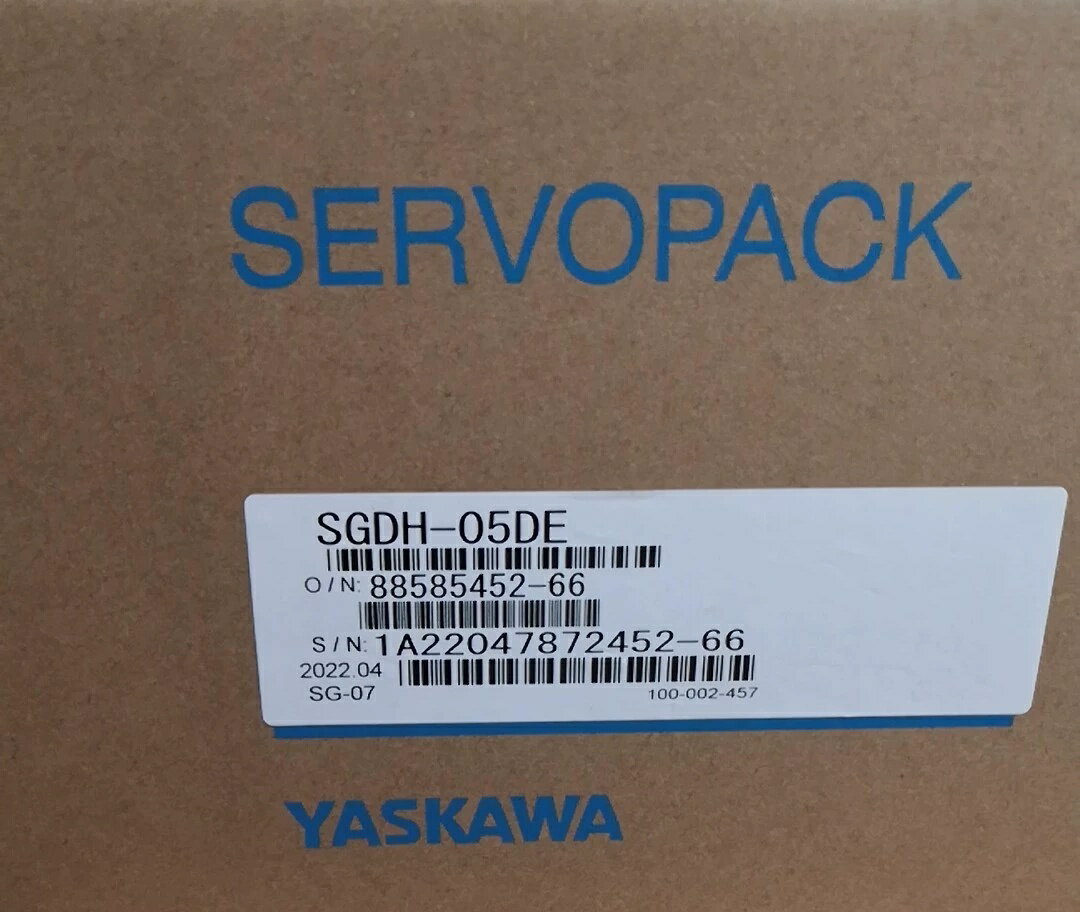 SERVOPACK
SGDH-05DE
O/N: 88585452-66
S/N: 1A22047872452-66
2022.04
SG-07 100-002-457
YASKAWA